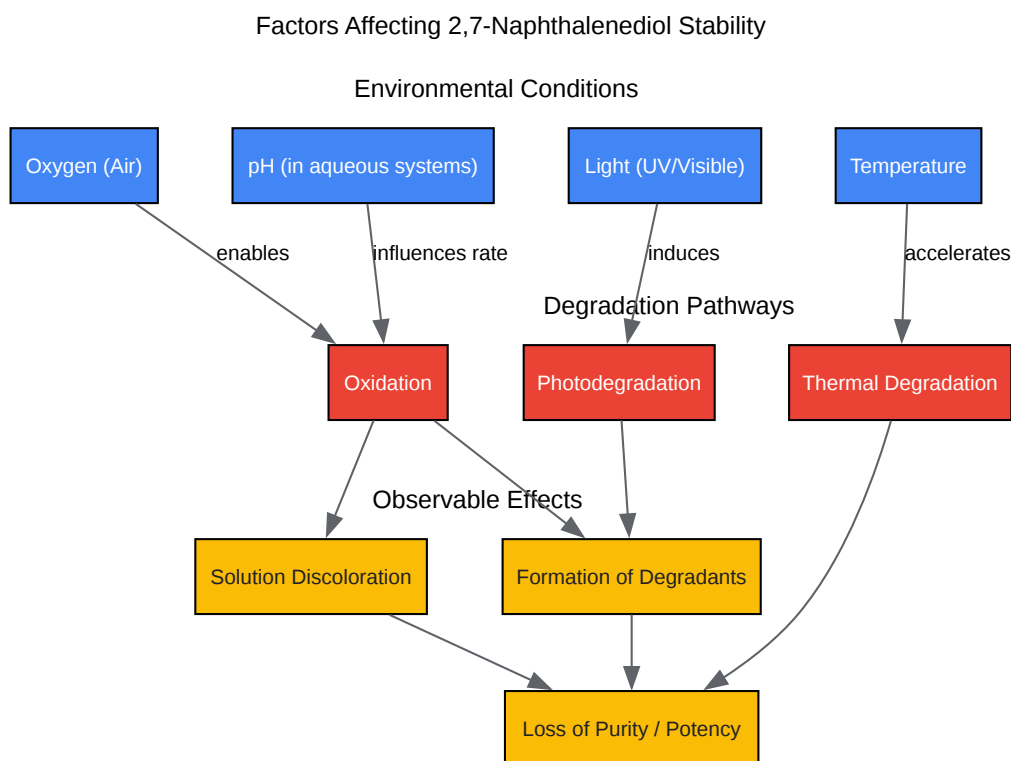 Factors Affecting 2,7-Naphthalenediol Stability
Environmental Conditions
Oxygen (Air)
pH (in aqueous systems)
Light (UV/Visible)
Temperature
enables
influences rate
induces
accelerates
Degradation Pathways
Oxidation
Photodegradation
Thermal Degradation
Observable Effects
Solution Discoloration
Formation of Degradants
Loss of Purity / Potency